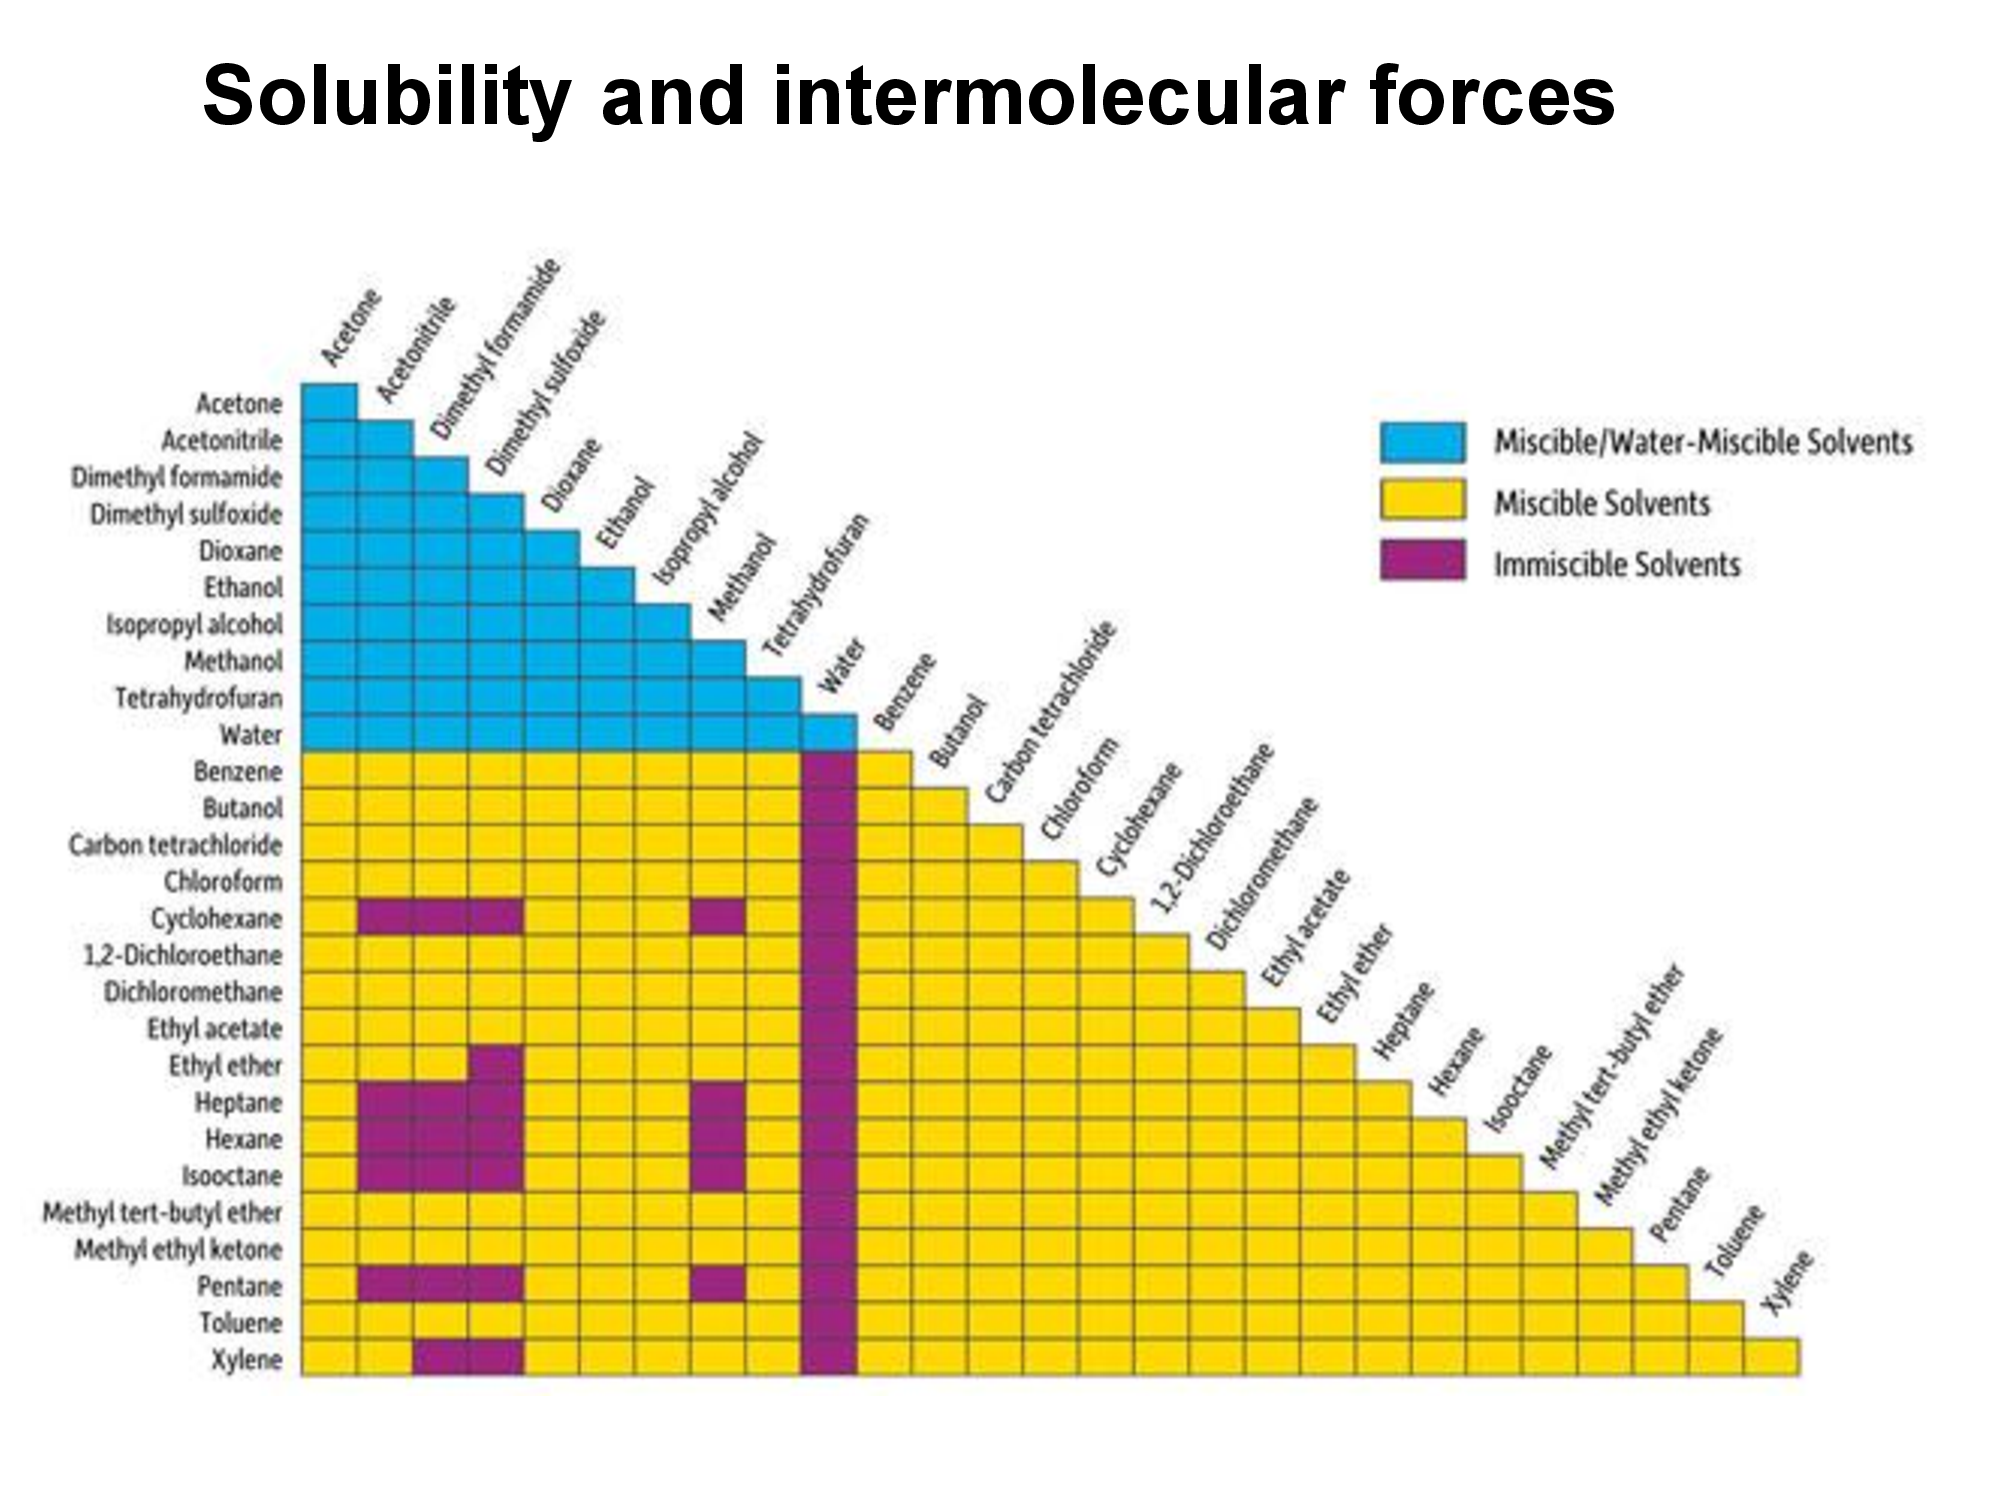 Solubility and intermolecular forces
Acetone
Acetonitrile
Dimethyl formamide
Dimethyl sulfoxide
Dioxane
Ethanol
Isopropyl alcohol
Methanol
Tetrahydrofuran
Water
Benzene
Butanol
Carbon tetrachloride
Chloroform
Cyclohexane
1,2-Dichloroethane
Dichloromethane
Ethyl acetate
Ethyl ether
Heptane
Hexane
Isooctane
Methyl tert-butyl ether
Methyl ethyl ketone
Pentane
Toluene
Xylene
Miscible/Water-Miscible Solvents
Miscible Solvents
Immiscible Solvents
Acetone
Acetonitrile
Dimethyl formamide
Dimethyl sulfoxide
Dioxane
Ethanol
Isopropyl alcohol
Methanol
Tetrahydrofuran
Water
Benzene
Butanol
Carbon tetrachloride
Chloroform
Cyclohexane
1,2-Dichloroethane
Dichloromethane
Ethyl acetate
Ethyl ether
Heptane
Hexane
Isooctane
Methyl tert-butyl ether
Methyl ethyl ketone
Pentane
Toluene
Xylene